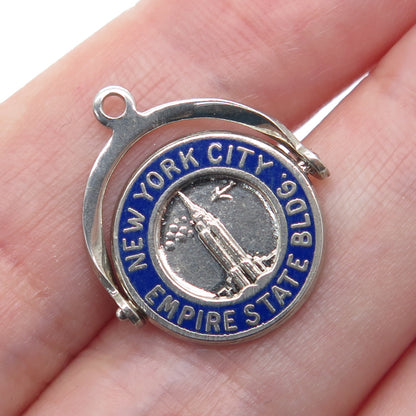 NEW YORK CITY.
EMPIRE STATE BLDG.